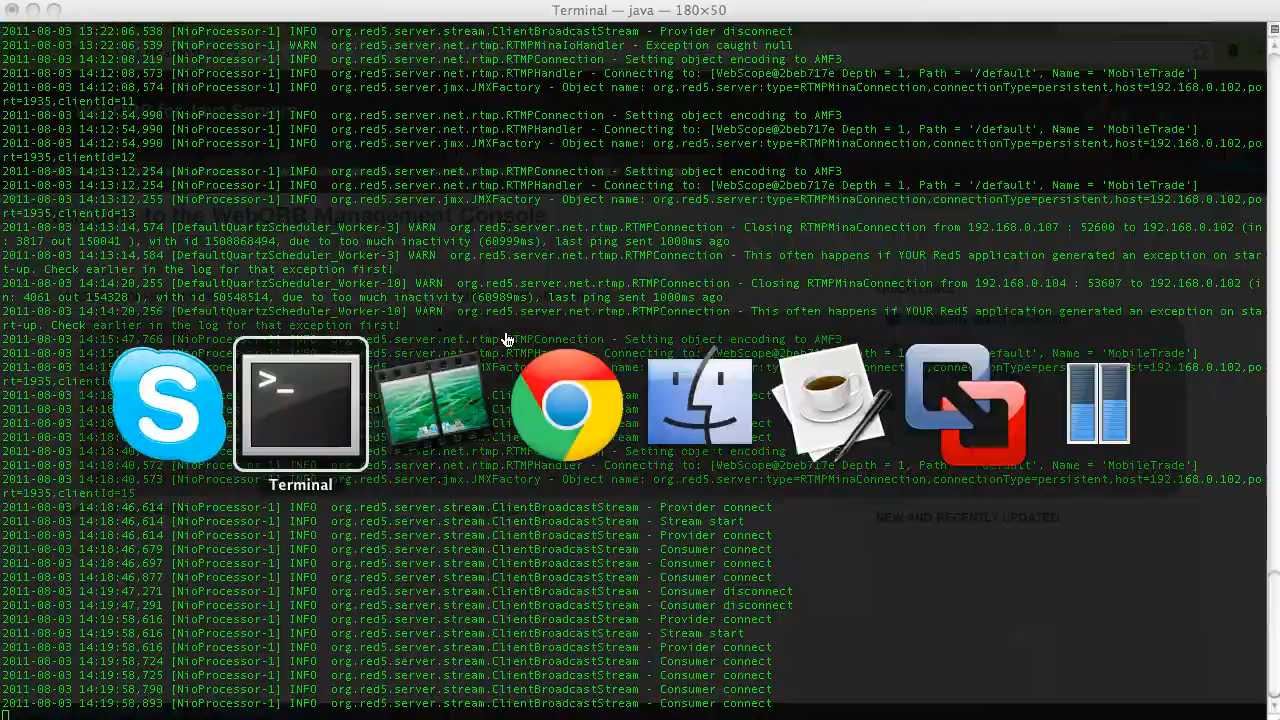 Terminal — java — 180×50
2011-08-03 13:22:06,538 [NioProcessor-1] INFO  org.red5.server.stream.ClientBroadcastStream - Provider disconnect
2011-08-03 13:22:06,539 [NioProcessor-1] WARN  org.red5.server.net.rtmp.RTMPMinaIoHandler - Exception caught null
2011-08-03 14:12:08,219 [NioProcessor-1] INFO  org.red5.server.net.rtmp.RTMPConnection - Setting object encoding to AMF3
2011-08-03 14:12:08,573 [NioProcessor-1] INFO  org.red5.server.net.rtmp.RTMPHandler - Connecting to: [WebScope@2beb717e Depth = 1, Path = '/default', Name = 'MobileTrade']
2011-08-03 14:12:08,574 [NioProcessor-1] INFO  org.red5.server.jmx.JMXFactory - Object name: org.red5.server:type=RTMPMinaConnection,connectionType=persistent,host=192.168.0.102,po
rt=1935,clientId=11
2011-08-03 14:12:54,990 [NioProcessor-1] INFO  org.red5.server.net.rtmp.RTMPConnection - Setting object encoding to AMF3
2011-08-03 14:12:54,990 [NioProcessor-1] INFO  org.red5.server.net.rtmp.RTMPHandler - Connecting to: [WebScope@2beb717e Depth = 1, Path = '/default', Name = 'MobileTrade']
2011-08-03 14:12:54,990 [NioProcessor-1] INFO  org.red5.server.jmx.JMXFactory - Object name: org.red5.server:type=RTMPMinaConnection,connectionType=persistent,host=192.168.0.102,po
rt=1935,clientId=12
2011-08-03 14:13:12,254 [NioProcessor-1] INFO  org.red5.server.net.rtmp.RTMPConnection - Setting object encoding to AMF3
2011-08-03 14:13:12,254 [NioProcessor-1] INFO  org.red5.server.net.rtmp.RTMPHandler - Connecting to: [WebScope@2beb717e Depth = 1, Path = '/default', Name = 'MobileTrade']
2011-08-03 14:13:12,255 [NioProcessor-1] INFO  org.red5.server.jmx.JMXFactory - Object name: org.red5.server:type=RTMPMinaConnection,connectionType=persistent,host=192.168.0.102,po
rt=1935,clientId=13
to the WebORB Management Console
2011-08-03 14:13:14,574 [DefaultQuartzScheduler_Worker-3] WARN  org.red5.server.net.rtmp.RTMPConnection - Closing RTMPMinaConnection from 192.168.0.107 : 52600 to 192.168.0.102 (in
: 3817 out 150041 ), with id 1508868494, due to too much inactivity (60999ms), last ping sent 1000ms ago
2011-08-03 14:13:14,584 [DefaultQuartzScheduler_Worker-3] WARN  org.red5.server.net.rtmp.RTMPConnection - This often happens if YOUR Red5 application generated an exception on star
t-up. Check earlier in the log for that exception first!
2011-08-03 14:14:20,255 [DefaultQuartzScheduler_Worker-10] WARN  org.red5.server.net.rtmp.RTMPConnection - Closing RTMPMinaConnection from 192.168.0.104 : 53607 to 192.168.0.102 (i
n: 4061 out 154328 ), with id 50548514, due to too much inactivity (60989ms), last ping sent 1000ms ago
2011-08-03 14:14:20,256 [DefaultQuartzScheduler_Worker-10] WARN  org.red5.server.net.rtmp.RTMPConnection - This often happens if YOUR Red5 application generated an exception on sta
rt-up. Check earlier in the log for that exception first!
2011-08-03 14:15:47,766 Setting object encoding to AMF3
Terminal
2011-08-03 14:18:40,572 [NioProcessor-1] INFO  org.red5.server.net.rtmp.RTMPHandler - Connecting to: [WebScope@2beb717e Depth = 1, Path = '/default', Name = 'MobileTrade']
2011-08-03 14:18:40,573 INFO  org.red5.server.jmx.JMXFactory - Object name: org.red5.server:type=RTMPMinaConnection,connectionType=persistent,host=192.168.0.102,po
rt=1935,clientId=15
2011-08-03 14:18:46,614 [NioProcessor-1] INFO  org.red5.server.stream.ClientBroadcastStream - Provider connect
2011-08-03 14:18:46,614 [NioProcessor-1] INFO  org.red5.server.stream.ClientBroadcastStream - Stream start
NEW AND RECENTLY UPDATED
2011-08-03 14:18:46,614 [NioProcessor-1] INFO  org.red5.server.stream.ClientBroadcastStream - Provider connect
2011-08-03 14:18:46,679 [NioProcessor-1] INFO  org.red5.server.stream.ClientBroadcastStream - Consumer connect
2011-08-03 14:18:46,697 [NioProcessor-1] INFO  org.red5.server.stream.ClientBroadcastStream - Consumer connect
2011-08-03 14:18:46,877 [NioProcessor-1] INFO  org.red5.server.stream.ClientBroadcastStream - Consumer connect
2011-08-03 14:19:47,271 [NioProcessor-1] INFO  org.red5.server.stream.ClientBroadcastStream - Consumer disconnect
2011-08-03 14:19:47,291 [NioProcessor-1] INFO  org.red5.server.stream.ClientBroadcastStream - Consumer disconnect
2011-08-03 14:19:58,616 [NioProcessor-1] INFO  org.red5.server.stream.ClientBroadcastStream - Provider connect
2011-08-03 14:19:58,616 [NioProcessor-1] INFO  org.red5.server.stream.ClientBroadcastStream - Stream start
2011-08-03 14:19:58,616 [NioProcessor-1] INFO  org.red5.server.stream.ClientBroadcastStream - Provider connect
2011-08-03 14:19:58,724 [NioProcessor-1] INFO  org.red5.server.stream.ClientBroadcastStream - Consumer connect
2011-08-03 14:19:58,725 [NioProcessor-1] INFO  org.red5.server.stream.ClientBroadcastStream - Consumer connect
2011-08-03 14:19:58,790 [NioProcessor-1] INFO  org.red5.server.stream.ClientBroadcastStream - Consumer connect
2011-08-03 14:19:58,893 [NioProcessor-1] INFO  org.red5.server.stream.ClientBroadcastStream - Consumer connect